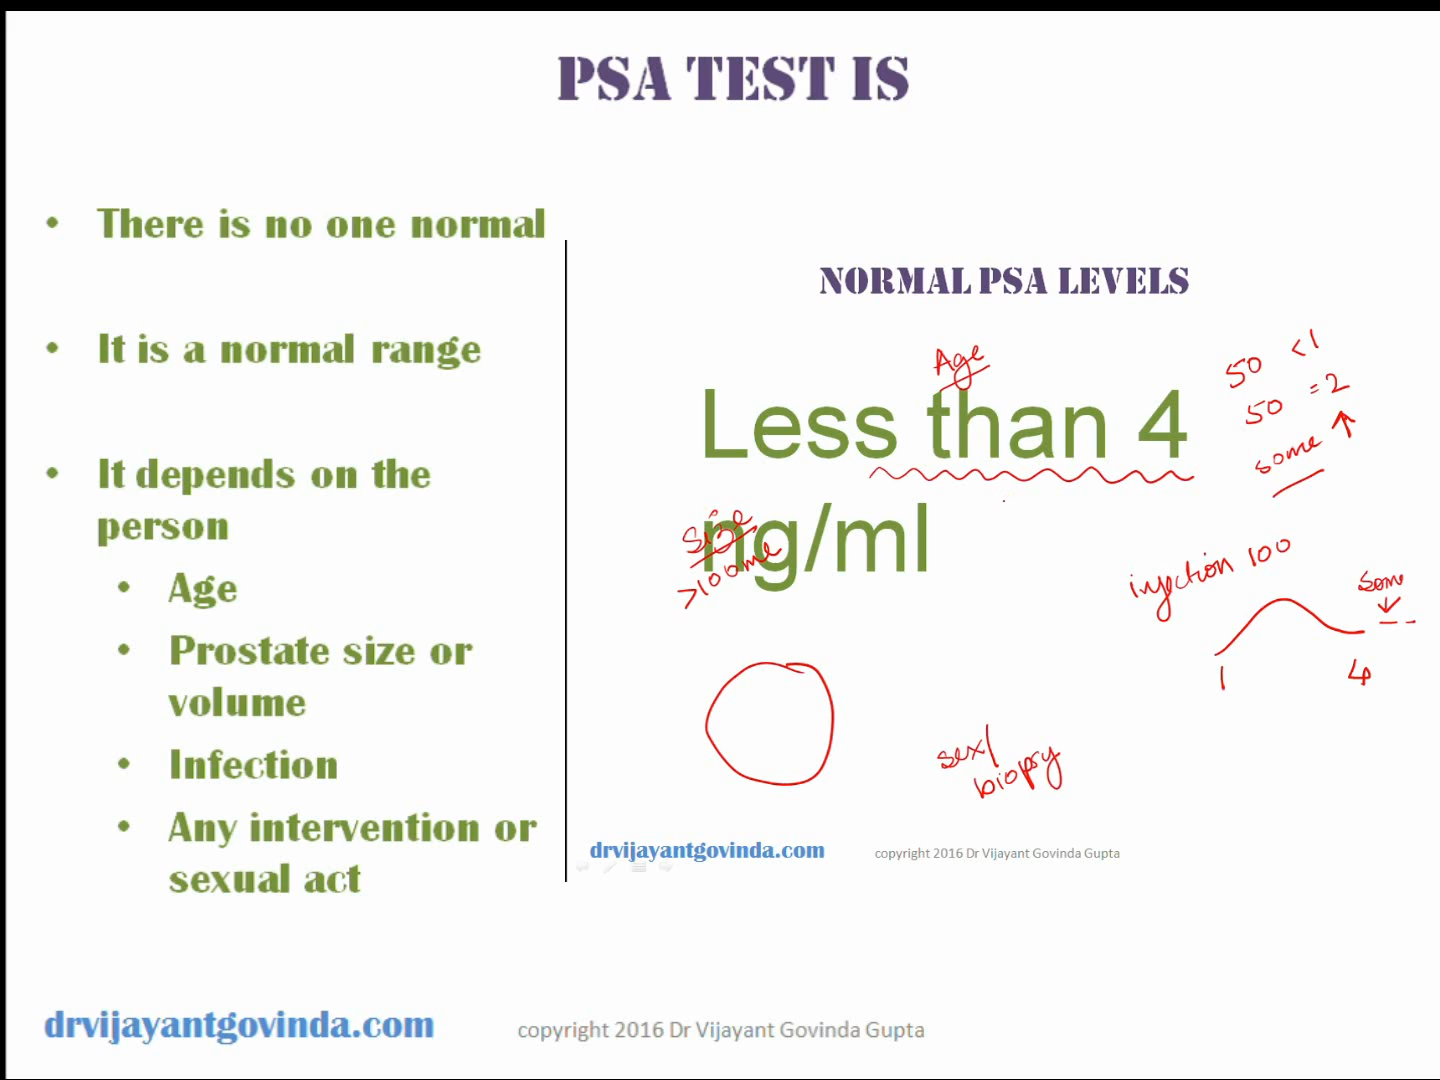 PSA TEST IS
• There is no one normal
• It is a normal range
• It depends on the
person
• Age
• Prostate size or
volume
• Infection
• Any intervention or
sexual act
NORMAL PSA LEVELS
Age
Less than 4
ng/ml
50 <1
50 =2
some ↑
Size
>100ml
injection 100
some
1 4
sex/
biopsy
drvijayantgovinda.com
copyright 2016 Dr Vijayant Govinda Gupta
drvijayantgovinda.com
copyright 2016 Dr Vijayant Govinda Gupta